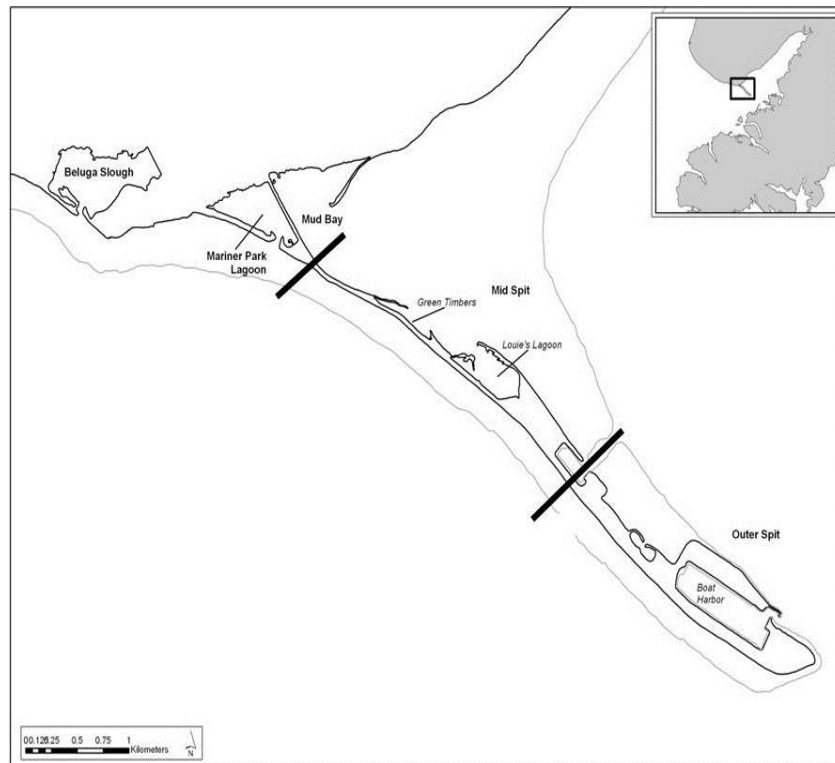 Beluga Slough
Mud Bay
Mariner Park
Lagoon
Mid Spit
Green Timbers
Louie's Lagoon
Outer Spit
Boat
Harbor
0 0.125 0.25 0.5 0.75 1
Kilometers
N